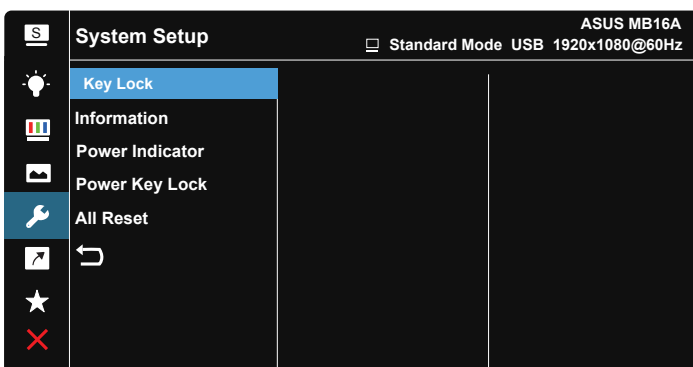 S
System Setup
ASUS MB16A
Standard Mode USB 1920x1080@60Hz
Key Lock
Information
Power Indicator
Power Key Lock
All Reset